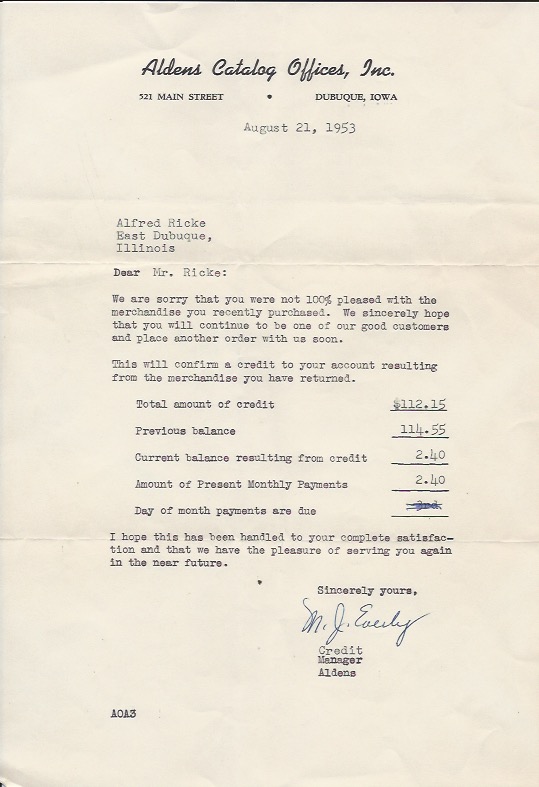 Aldens Catalog Offices, Inc.
521 MAIN STREET • DUBUQUE, IOWA
August 21, 1953
Alfred Ricke
East Dubuque,
Illinois
Dear Mr. Ricke:
We are sorry that you were not 100% pleased with the
merchandise you recently purchased. We sincerely hope
that you will continue to be one of our good customers
and place another order with us soon.
This will confirm a credit to your account resulting
from the merchandise you have returned.
Total amount of credit $112.15
Previous balance 114.55
Current balance resulting from credit 2.40
Amount of Present Monthly Payments 2.40
Day of month payments are due 3rd
I hope this has been handled to your complete satisfac-
tion and that we have the pleasure of serving you again
in the near future.
Sincerely yours,
M. J.
Credit
Manager
Aldens
AOA3